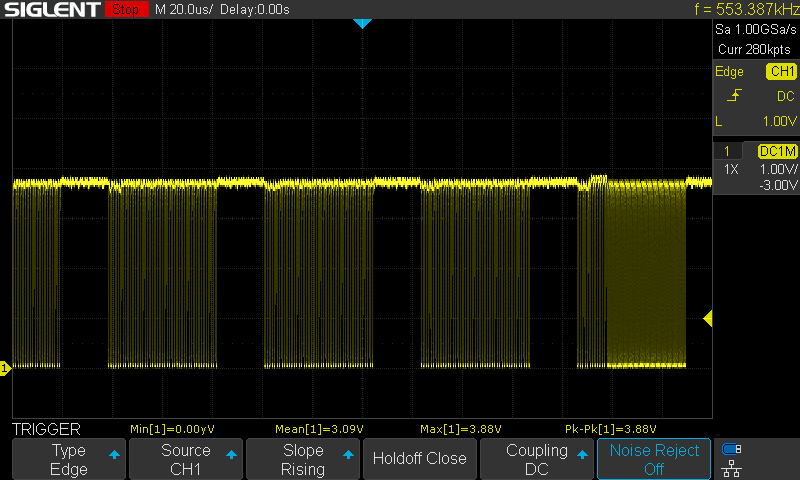 SIGLENT Stop M 20.0us/ Delay:0.00s f = 553.387kHz
Sa 1.00GSa/s
Curr 280kpts
Edge CH1
DC
L 1.00V
1 DC1M
1X 1.00V/
-3.00V
1
TRIGGER Min[1]=0.00yV Mean[1]=3.09V Max[1]=3.88V Pk-Pk[1]=3.88V
Type Source Slope Holdoff Close Coupling Noise Reject
Edge CH1 Rising DC Off